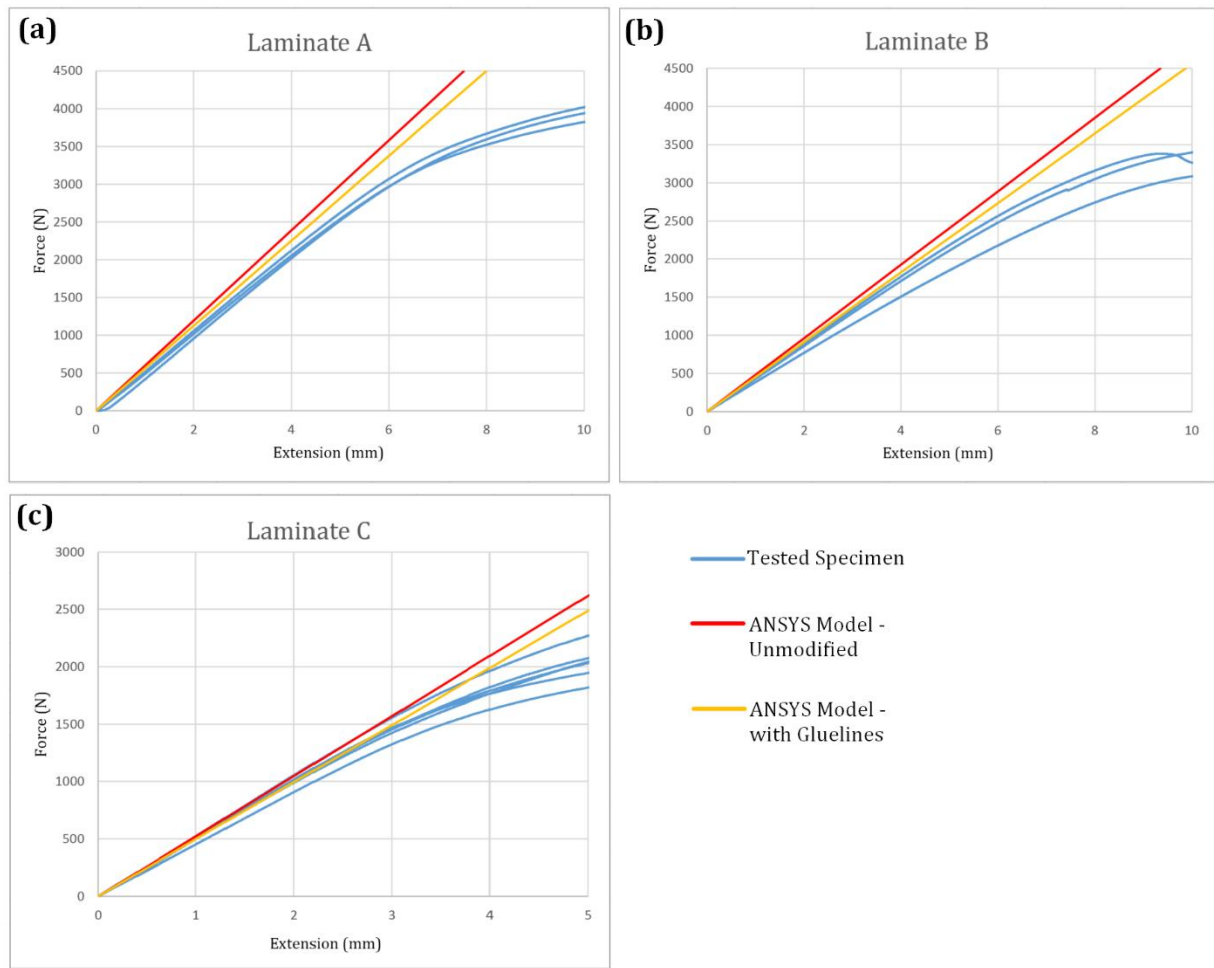 (a)
Laminate A
4500
4000
3500
3000
2500
2000
1500
1000
500
0
Force (N)
0 2 4 6 8 10
Extension (mm)
(b)
Laminate B
4500
4000
3500
3000
2500
2000
1500
1000
500
0
Force (N)
0 2 4 6 8 10
Extension (mm)
(c)
Laminate C
3000
2500
2000
1500
1000
500
0
Force (N)
0 1 2 3 4 5
Extension (mm)
Tested Specimen
ANSYS Model -
Unmodified
ANSYS Model -
with Gluelines